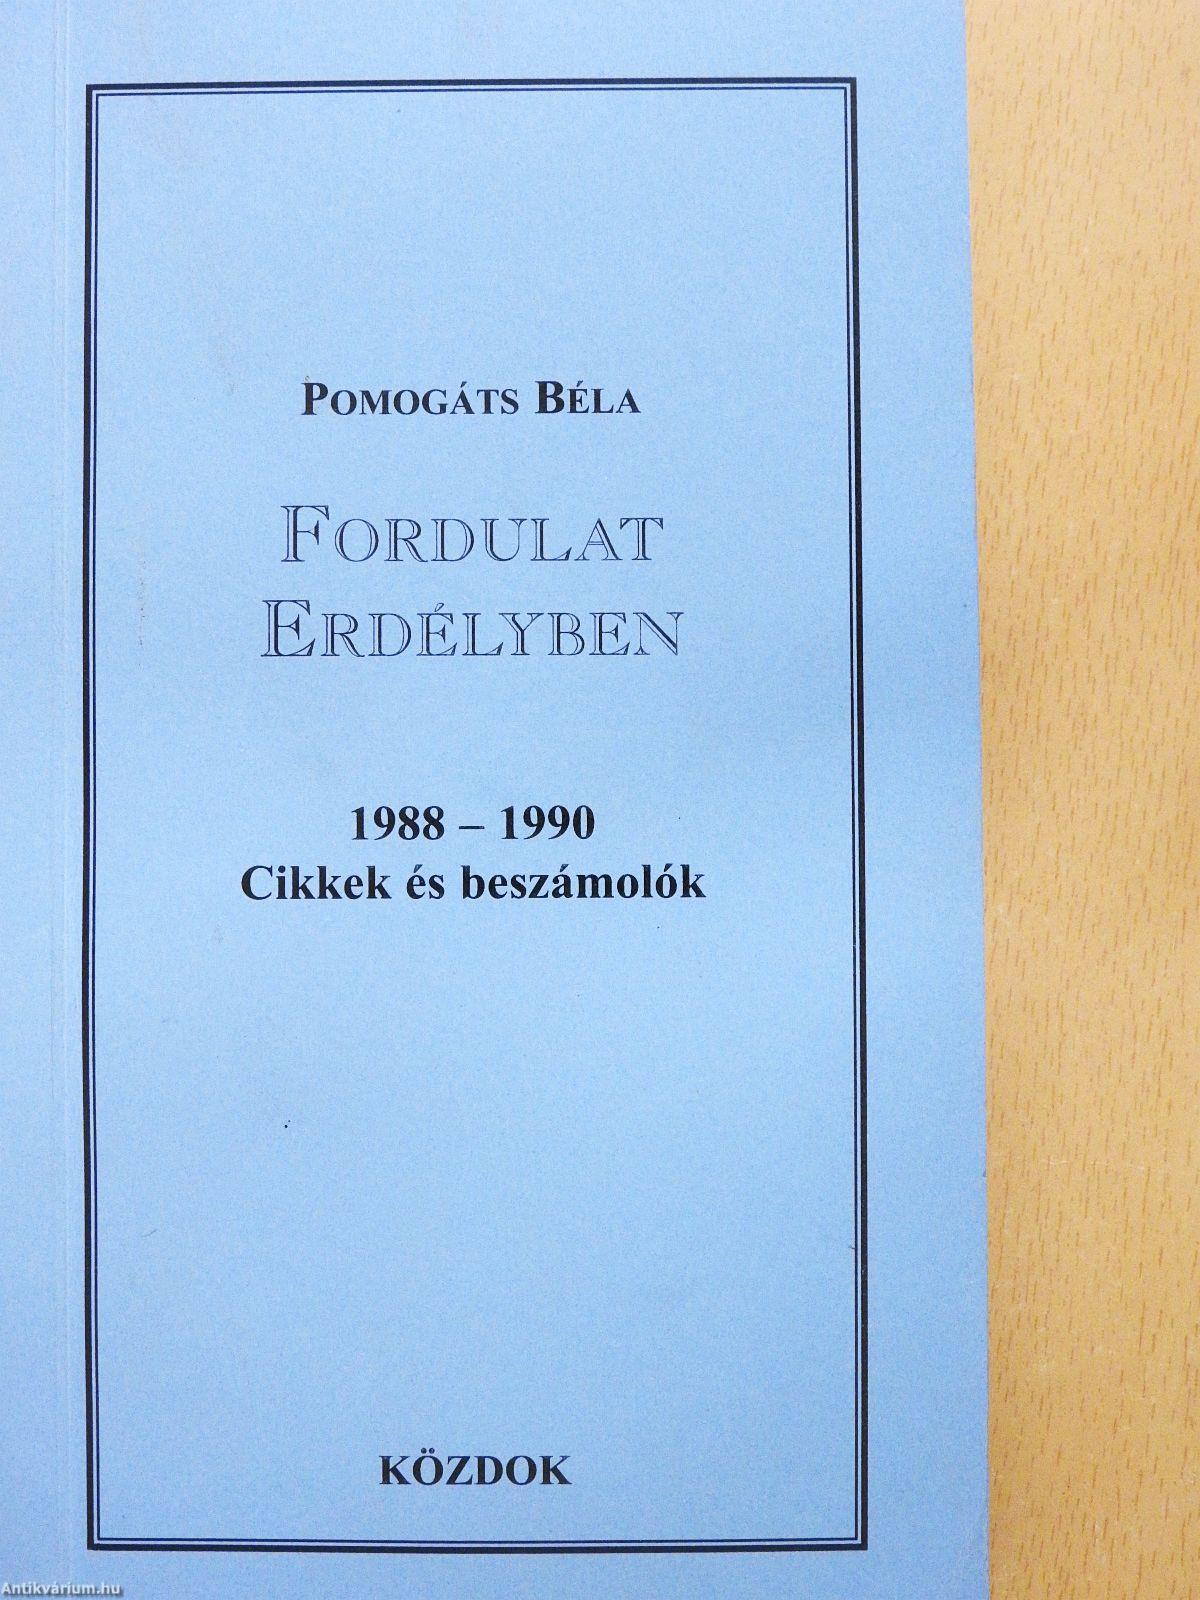 POMOGÁTS BÉLA
FORDULAT
ERDÉLYBEN
1988 – 1990
Cikkek és beszámolók
KÖZDOK
Antikvárium.hu